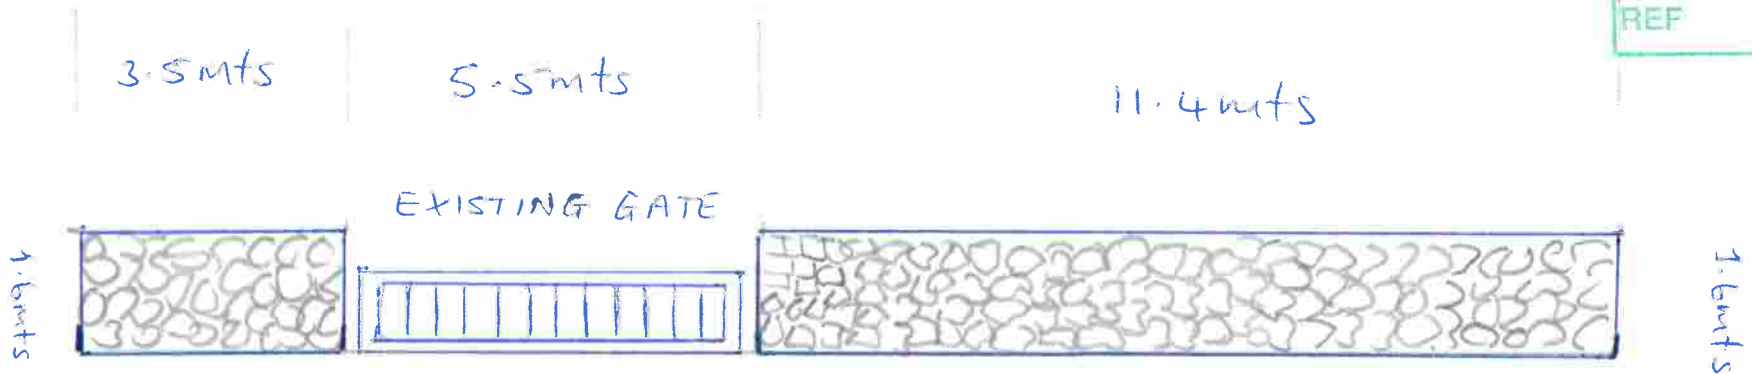 REF
3.5mts
5.5mts
11.4mts
EXISTING GATE
1.6mts
1.6mts